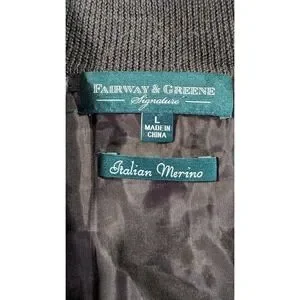 FAIRWAY & GREENE
Signature
L
MADE IN
CHINA
Italian Merino